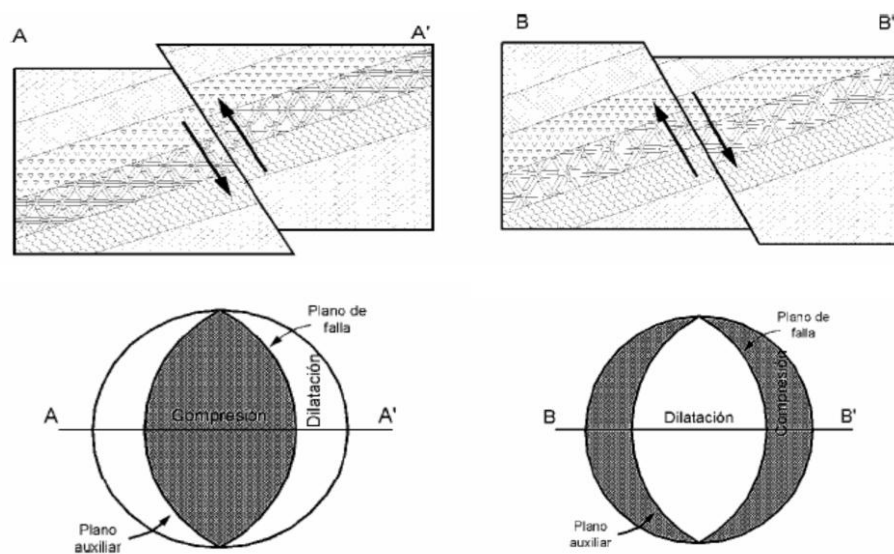 A
A'
B
B'
Plano de
falla
Compresión
Dilatación
A
A'
Plano
auxiliar
Plano de
falla
Dilatación
Compresión
B
B'
Plano
auxiliar